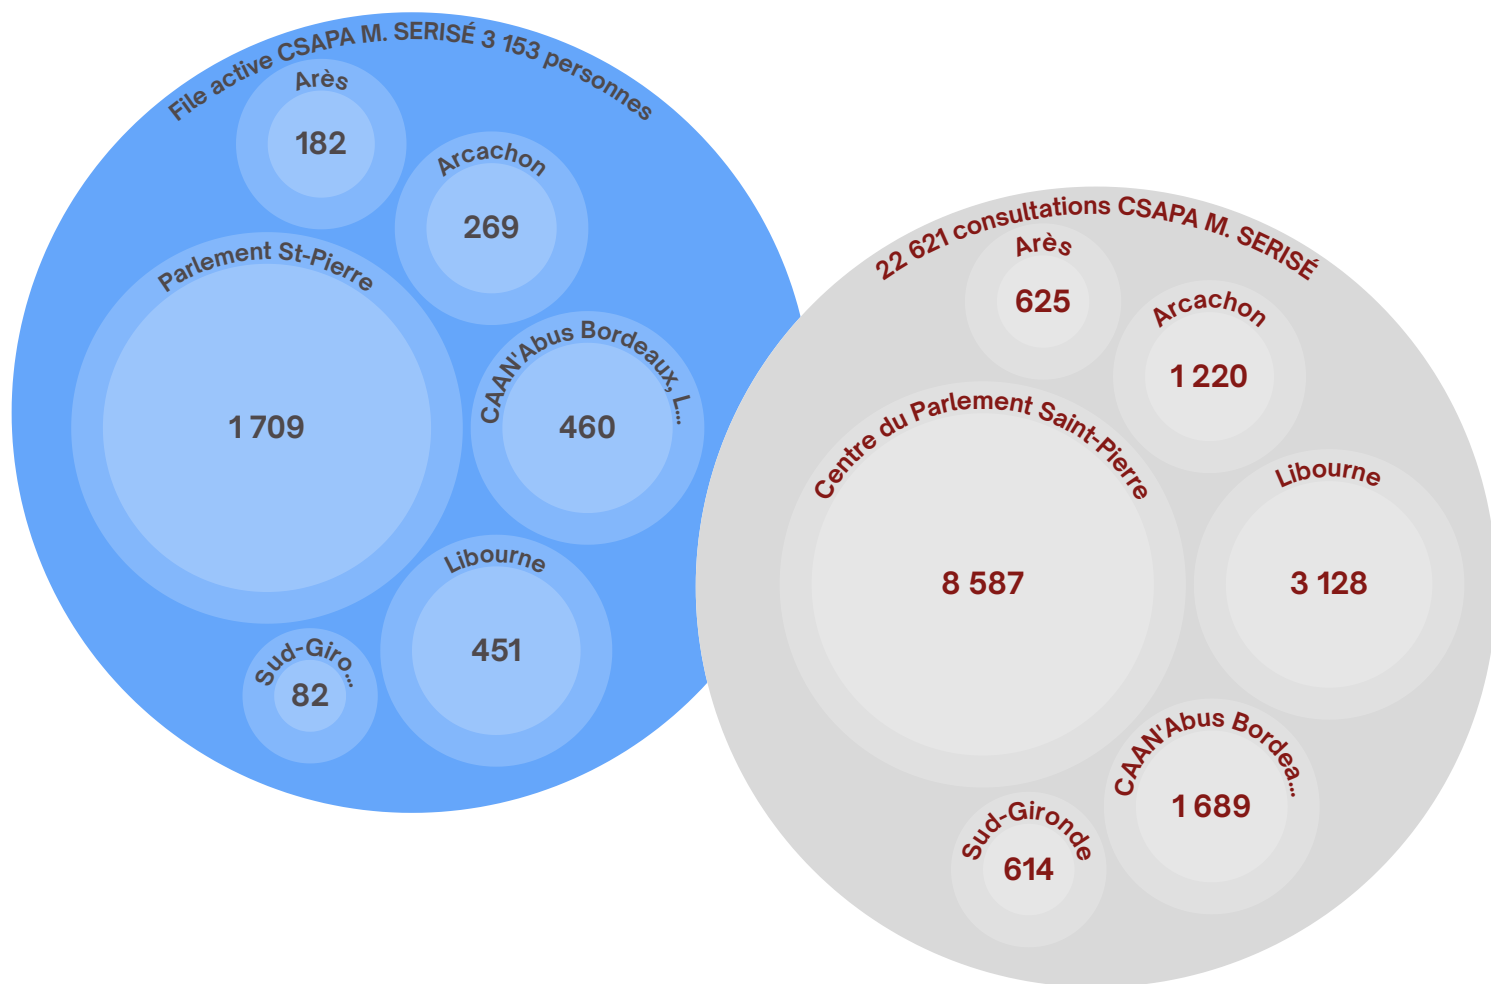 File active CSAPA M. SERISÉ 3 153 personnes
Arès
182
Arcachon
269
Parlement St-Pierre
1 709
CAAN'Abus Bordeaux, L...
460
Libourne
451
Sud-Giro...
82
22 621 consultations CSAPA M. SERISÉ
Arès
625
Arcachon
1 220
Centre du Parlement Saint-Pierre
8 587
Libourne
3 128
CAAN'Abus Bordea...
1 689
Sud-Gironde
614